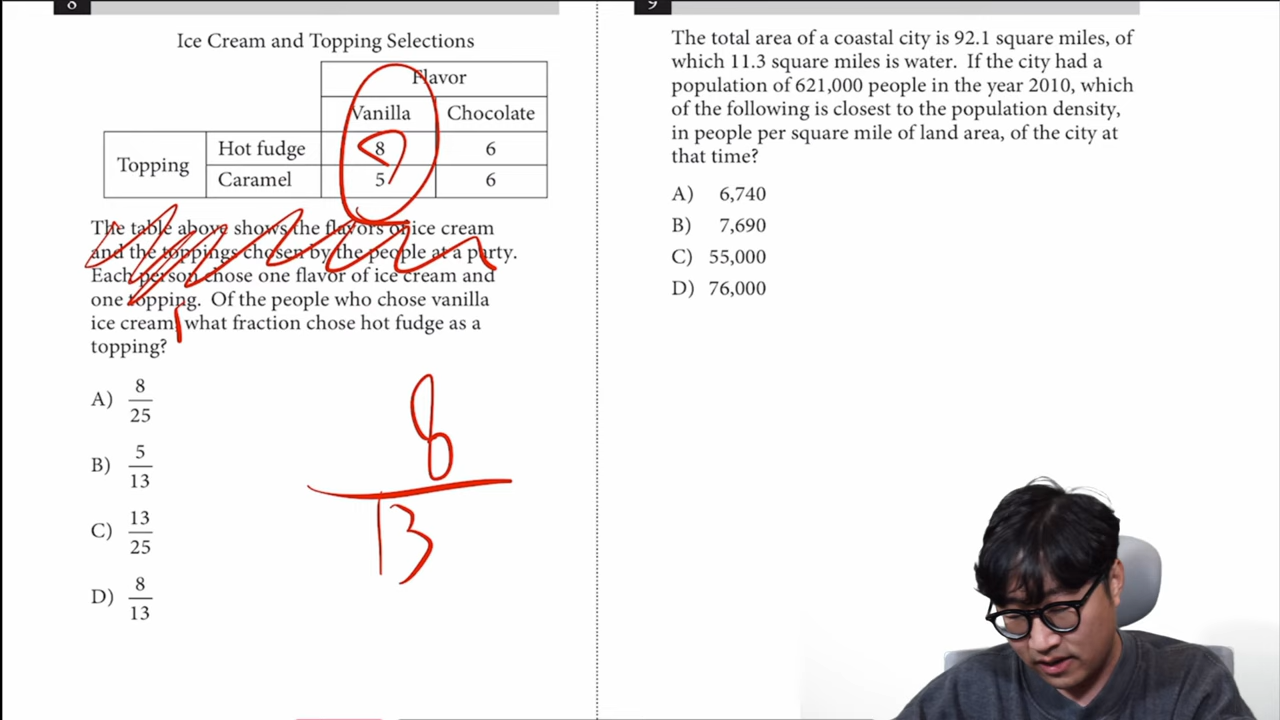 8
Ice Cream and Topping Selections
Flavor
Vanilla Chocolate
Topping Hot fudge 8 6
Caramel 5 6
The table above shows the flavors of ice cream
and the toppings chosen by the people at a party.
Each person chose one flavor of ice cream and
one topping. Of the people who chose vanilla
ice cream, what fraction chose hot fudge as a
topping?
A) 8/25
B) 5/13
C) 13/25
D) 8/13
8
13
9
The total area of a coastal city is 92.1 square miles, of
which 11.3 square miles is water. If the city had a
population of 621,000 people in the year 2010, which
of the following is closest to the population density,
in people per square mile of land area, of the city at
that time?
A) 6,740
B) 7,690
C) 55,000
D) 76,000